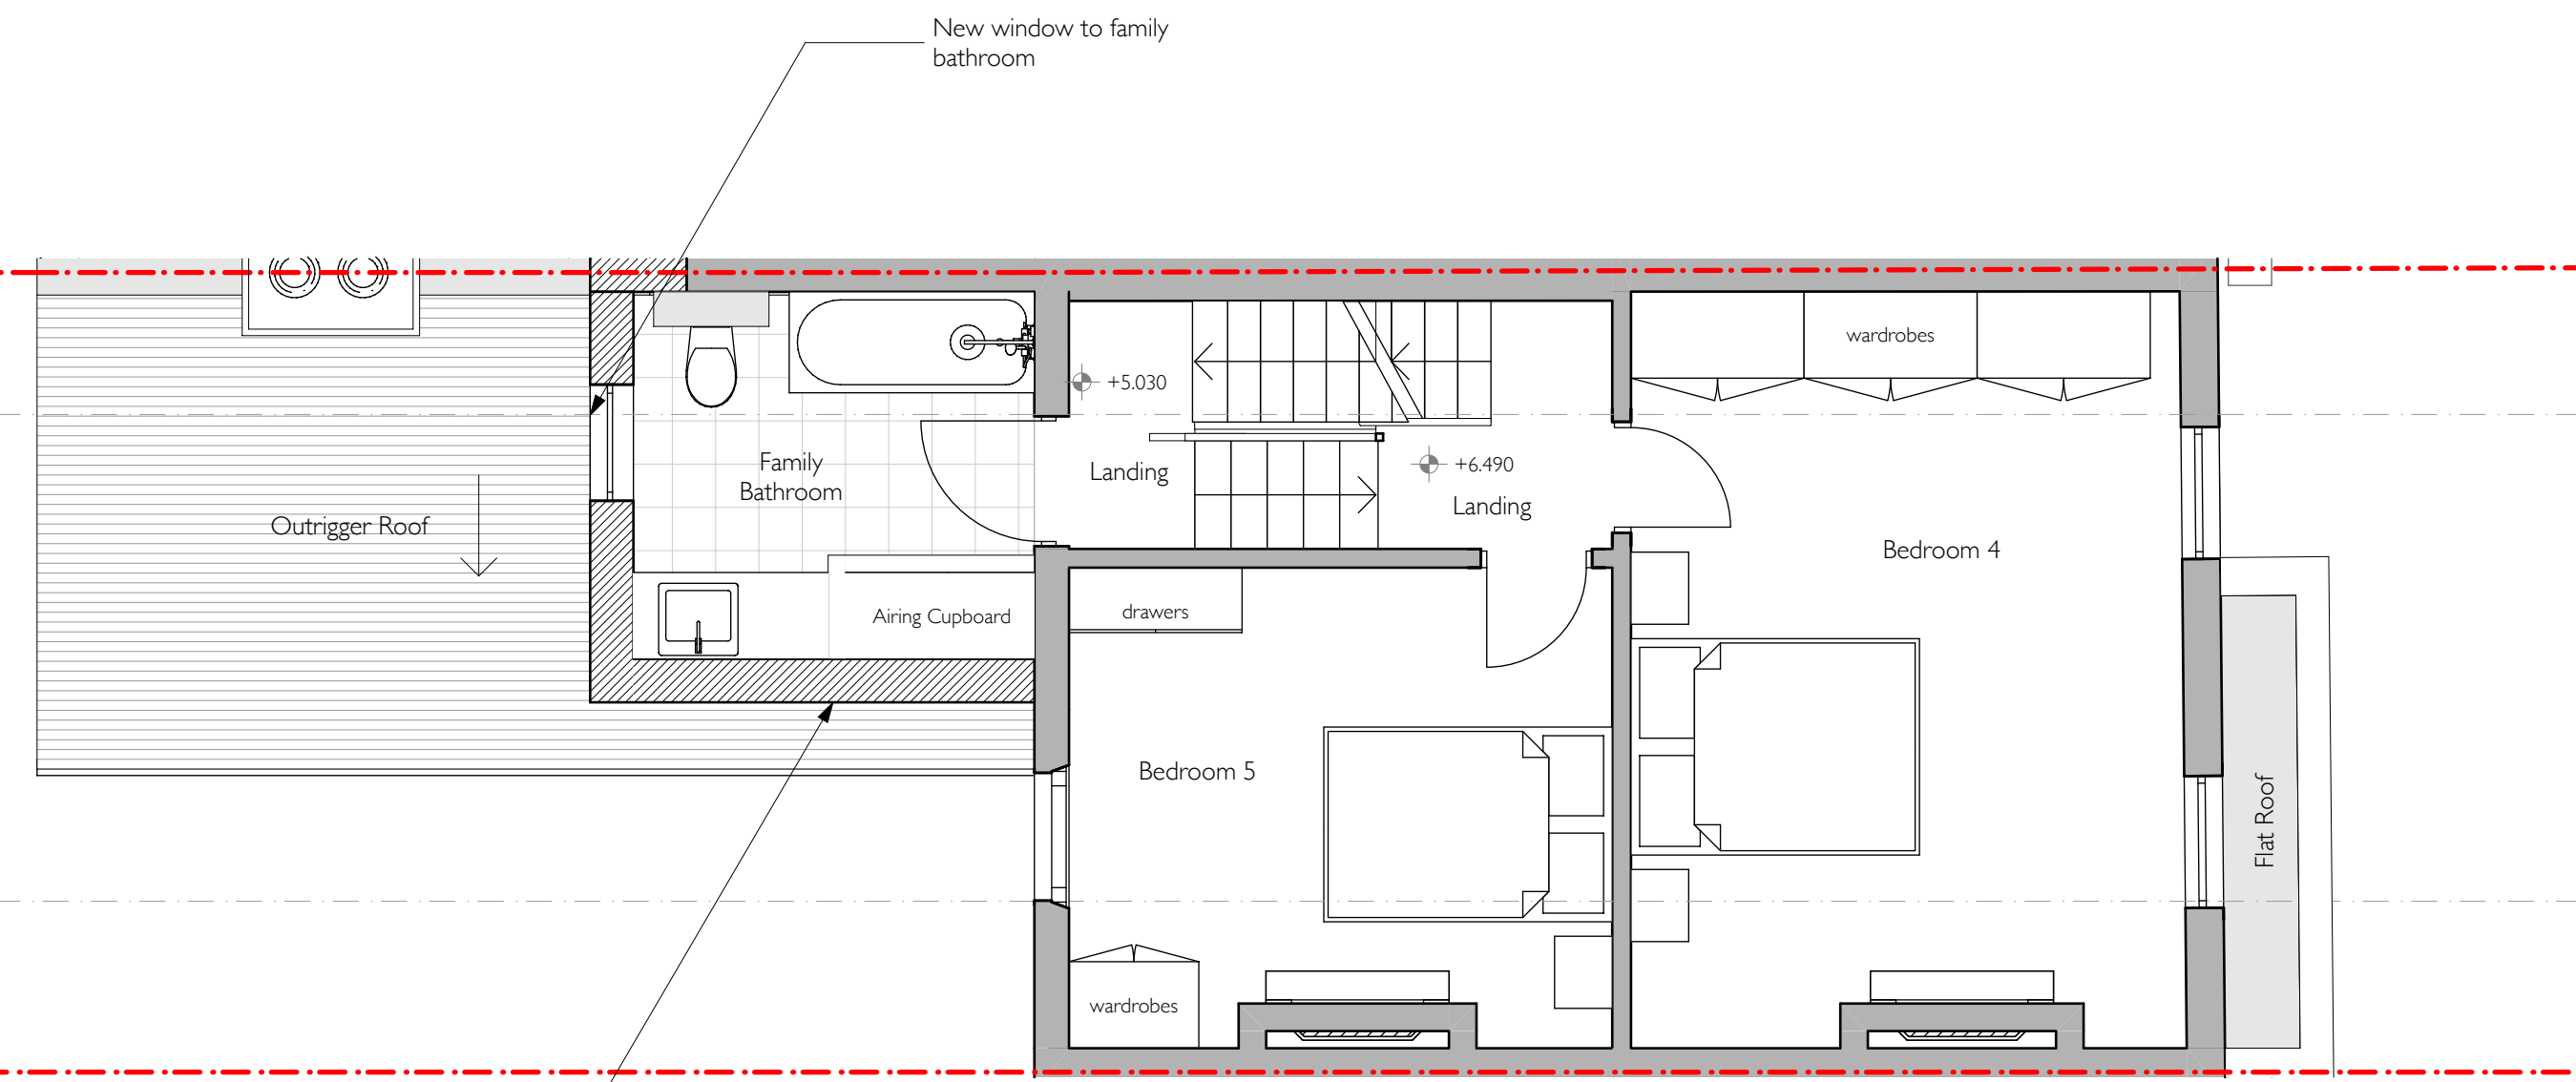 New window to family
bathroom
wardrobes
+5.030
Family
Bathroom
Landing
+6.490
Landing
Outrigger Roof
Bedroom 4
drawers
Airing Cupboard
Bedroom 5
Flat Roof
wardrobes